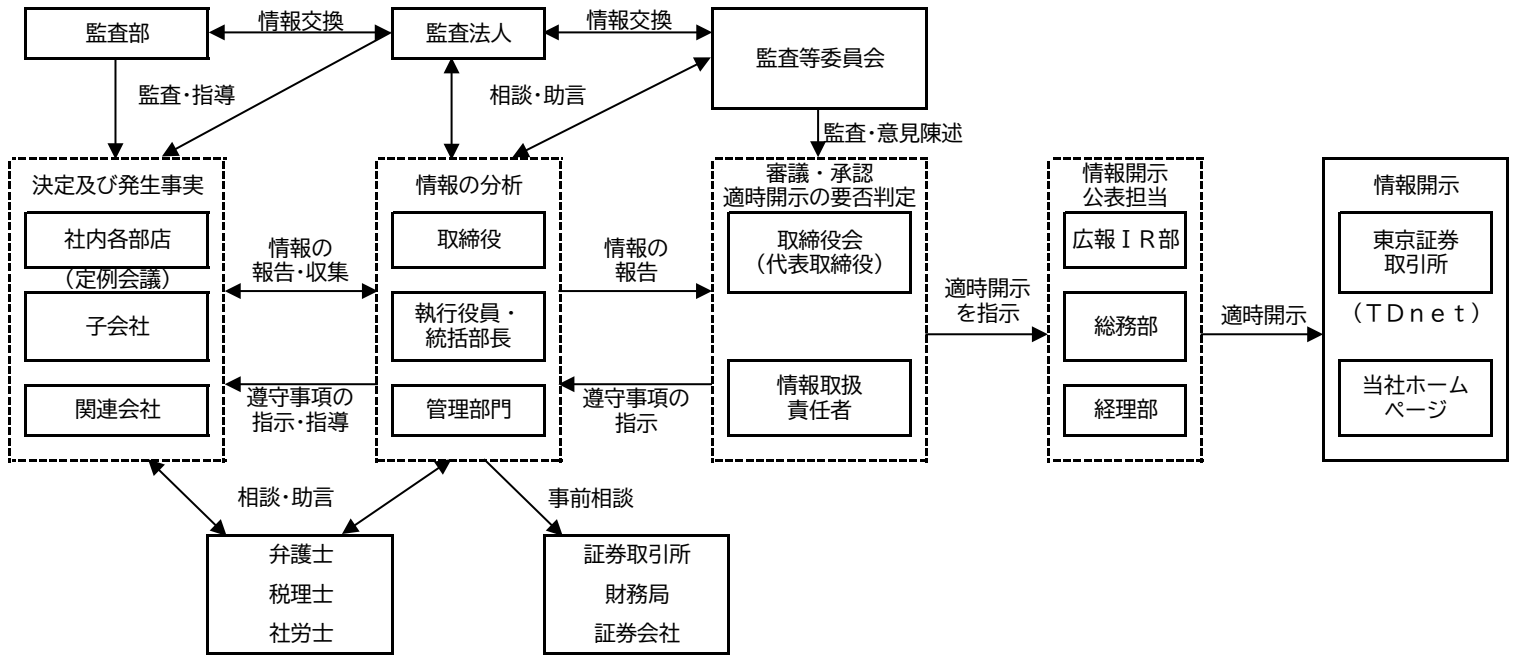 監査部
情報交換
監査法人
情報交換
監査等委員会
監査・指導
相談・助言
監査・意見陳述
決定及び発生事実
社内各部店
（定例会議）
子会社
関連会社
情報の
報告・収集
遵守事項の
指示・指導
情報の分析
取締役
執行役員・
統括部長
管理部門
情報の
報告
遵守事項の
指示
審議・承認
適時開示の要否判定
取締役会
（代表取締役）
情報取扱
責任者
適時開示
を指示
情報開示
公表担当
広報ＩＲ部
総務部
経理部
適時開示
情報開示
東京証券
取引所
（ＴＤｎｅｔ）
当社ホーム
ページ
相談・助言
事前相談
弁護士
税理士
社労士
証券取引所
財務局
証券会社